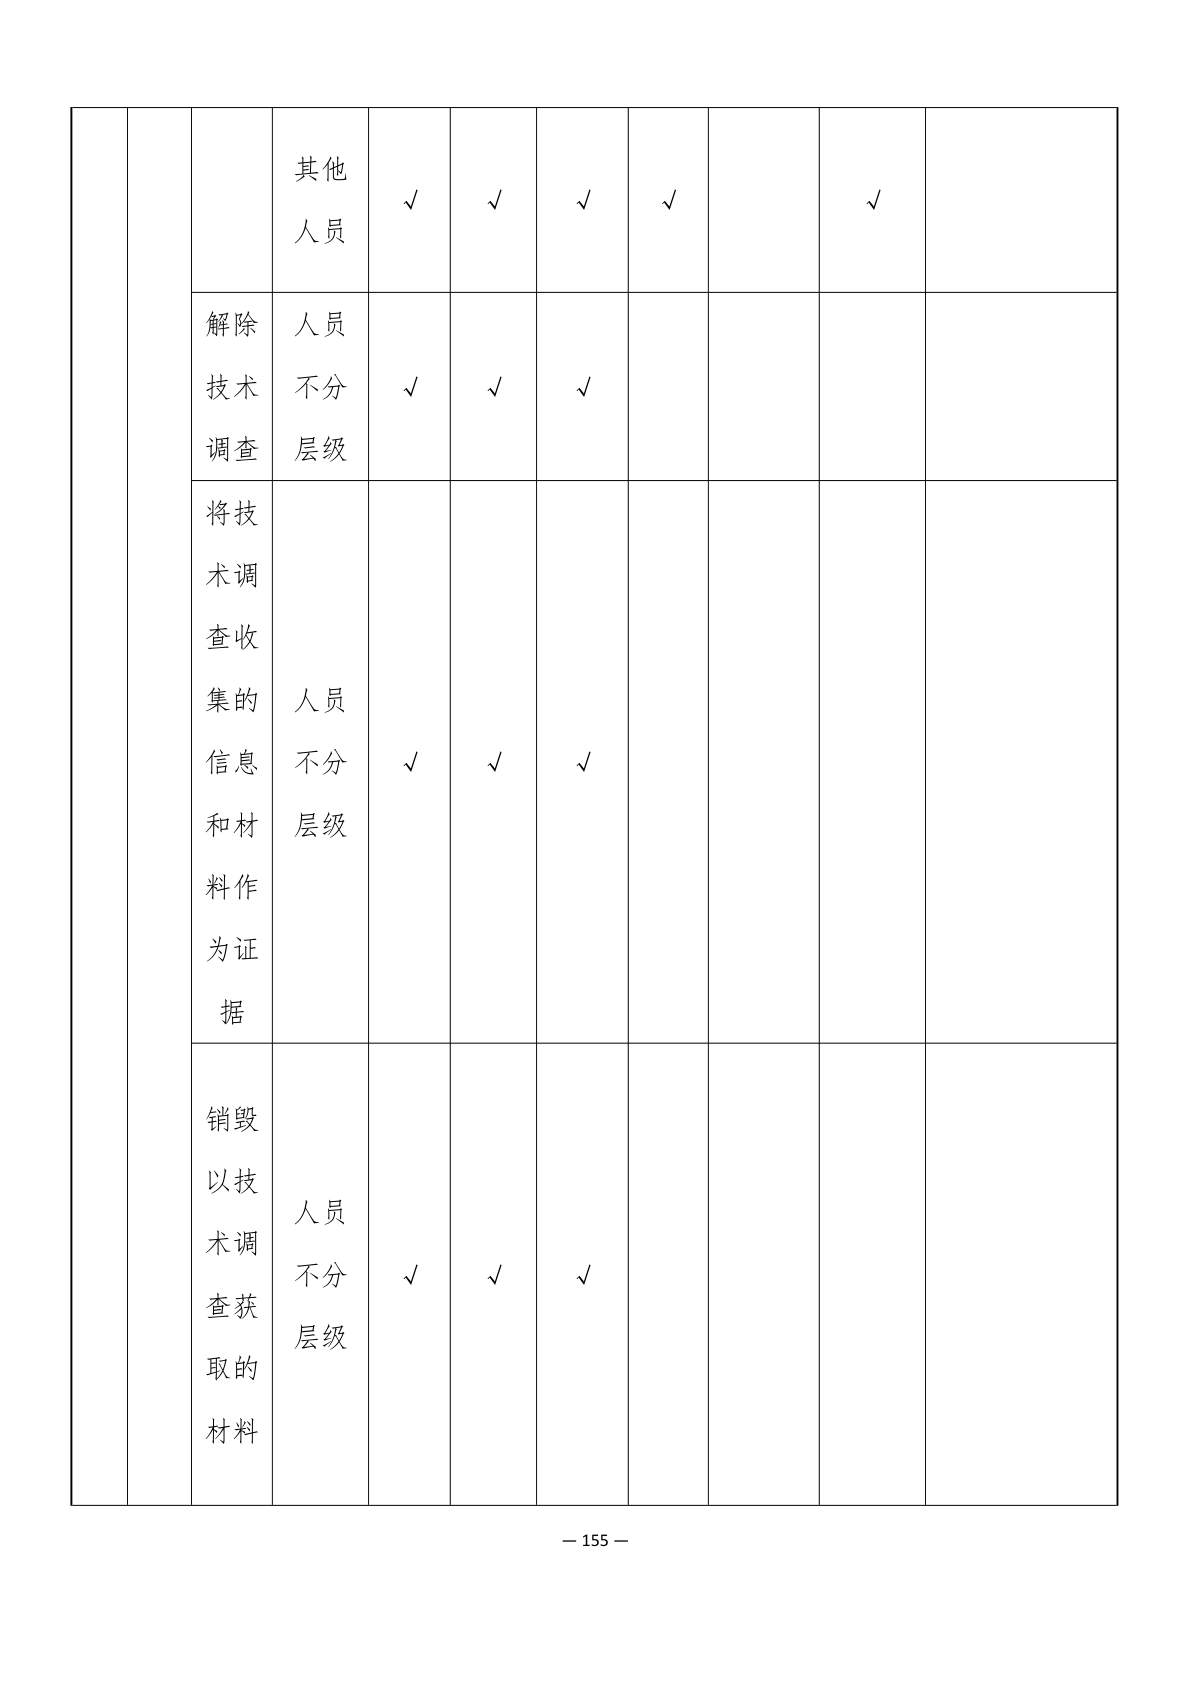 其他
人员
√ √ √ √ √
解除
技术
调查
人员
不分
层级
√ √ √
将技
术调
查收
集的
信息
和材
料作
为证
据
人员
不分
层级
√ √ √
销毁
以技
术调
查获
取的
材料
人员
不分
层级
√ √ √
— 155 —